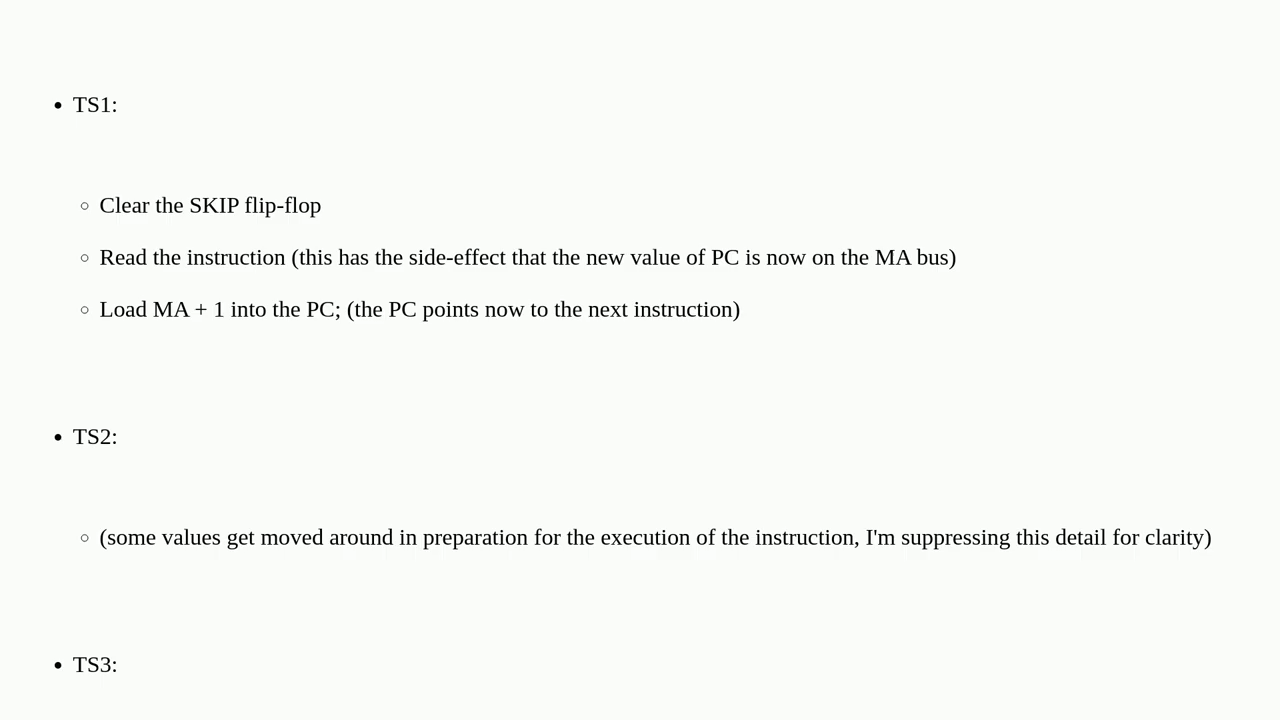 • TS1:
◦ Clear the SKIP flip-flop
◦ Read the instruction (this has the side-effect that the new value of PC is now on the MA bus)
◦ Load MA + 1 into the PC; (the PC points now to the next instruction)
• TS2:
◦ (some values get moved around in preparation for the execution of the instruction, I'm suppressing this detail for clarity)
• TS3: